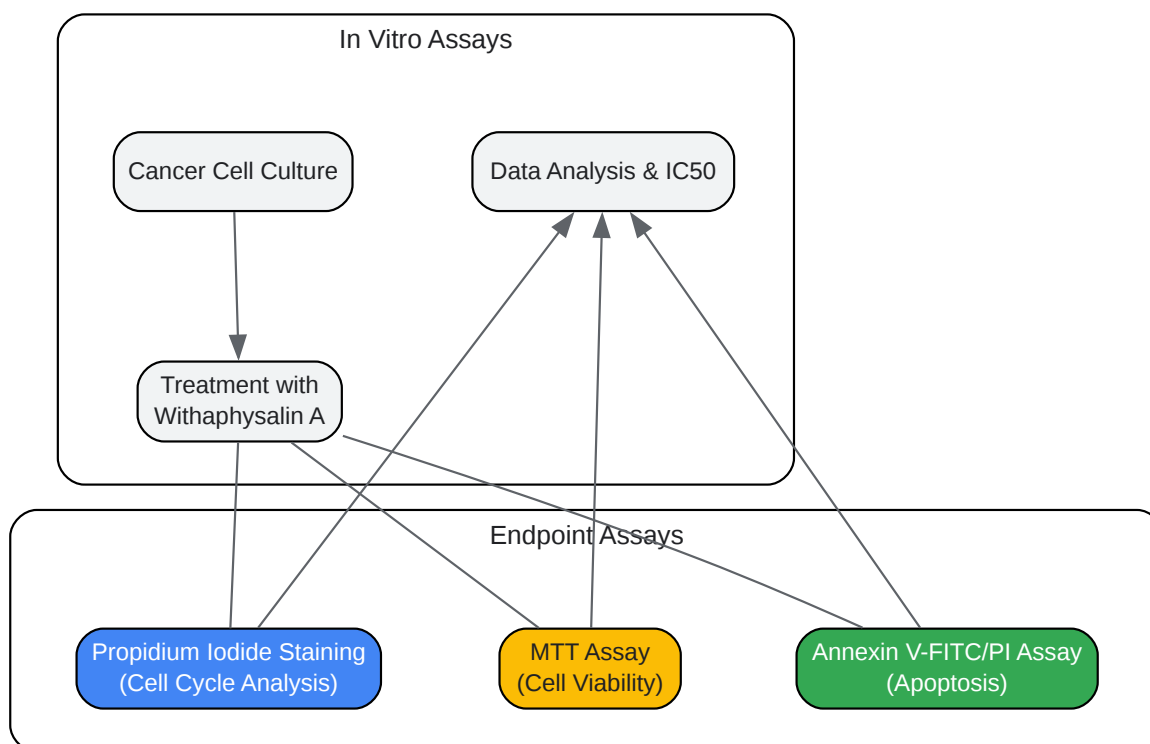 In Vitro Assays
Cancer Cell Culture
Data Analysis & IC50
Treatment with
Withaphysalin A
Endpoint Assays
Propidium Iodide Staining
(Cell Cycle Analysis)
MTT Assay
(Cell Viability)
Annexin V-FITC/PI Assay
(Apoptosis)